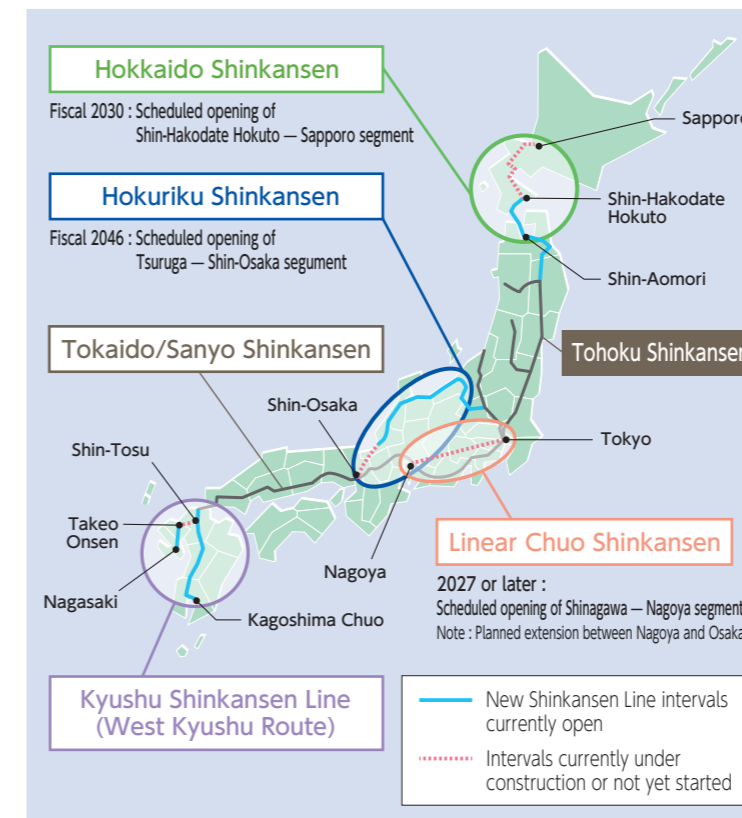 Hokkaido Shinkansen
Fiscal 2030 : Scheduled opening of
Shin-Hakodate Hokuto — Sapporo segment
Hokuriku Shinkansen
Fiscal 2046 : Scheduled opening of
Tsuruga — Shin-Osaka segument
Tokaido/Sanyo Shinkansen
Sapporo
Shin-Hakodate
Hokuto
Shin-Aomori
Tohoku Shinkansen
Shin-Osaka
Tokyo
Shin-Tosu
Takeo
Onsen
Nagasaki
Nagoya
Kagoshima Chuo
Linear Chuo Shinkansen
2027 or later :
Scheduled opening of Shinagawa — Nagoya segment
Note : Planned extension between Nagoya and Osaka
Kyushu Shinkansen Line
(West Kyushu Route)
New Shinkansen Line intervals
currently open
Intervals currently under
construction or not yet started